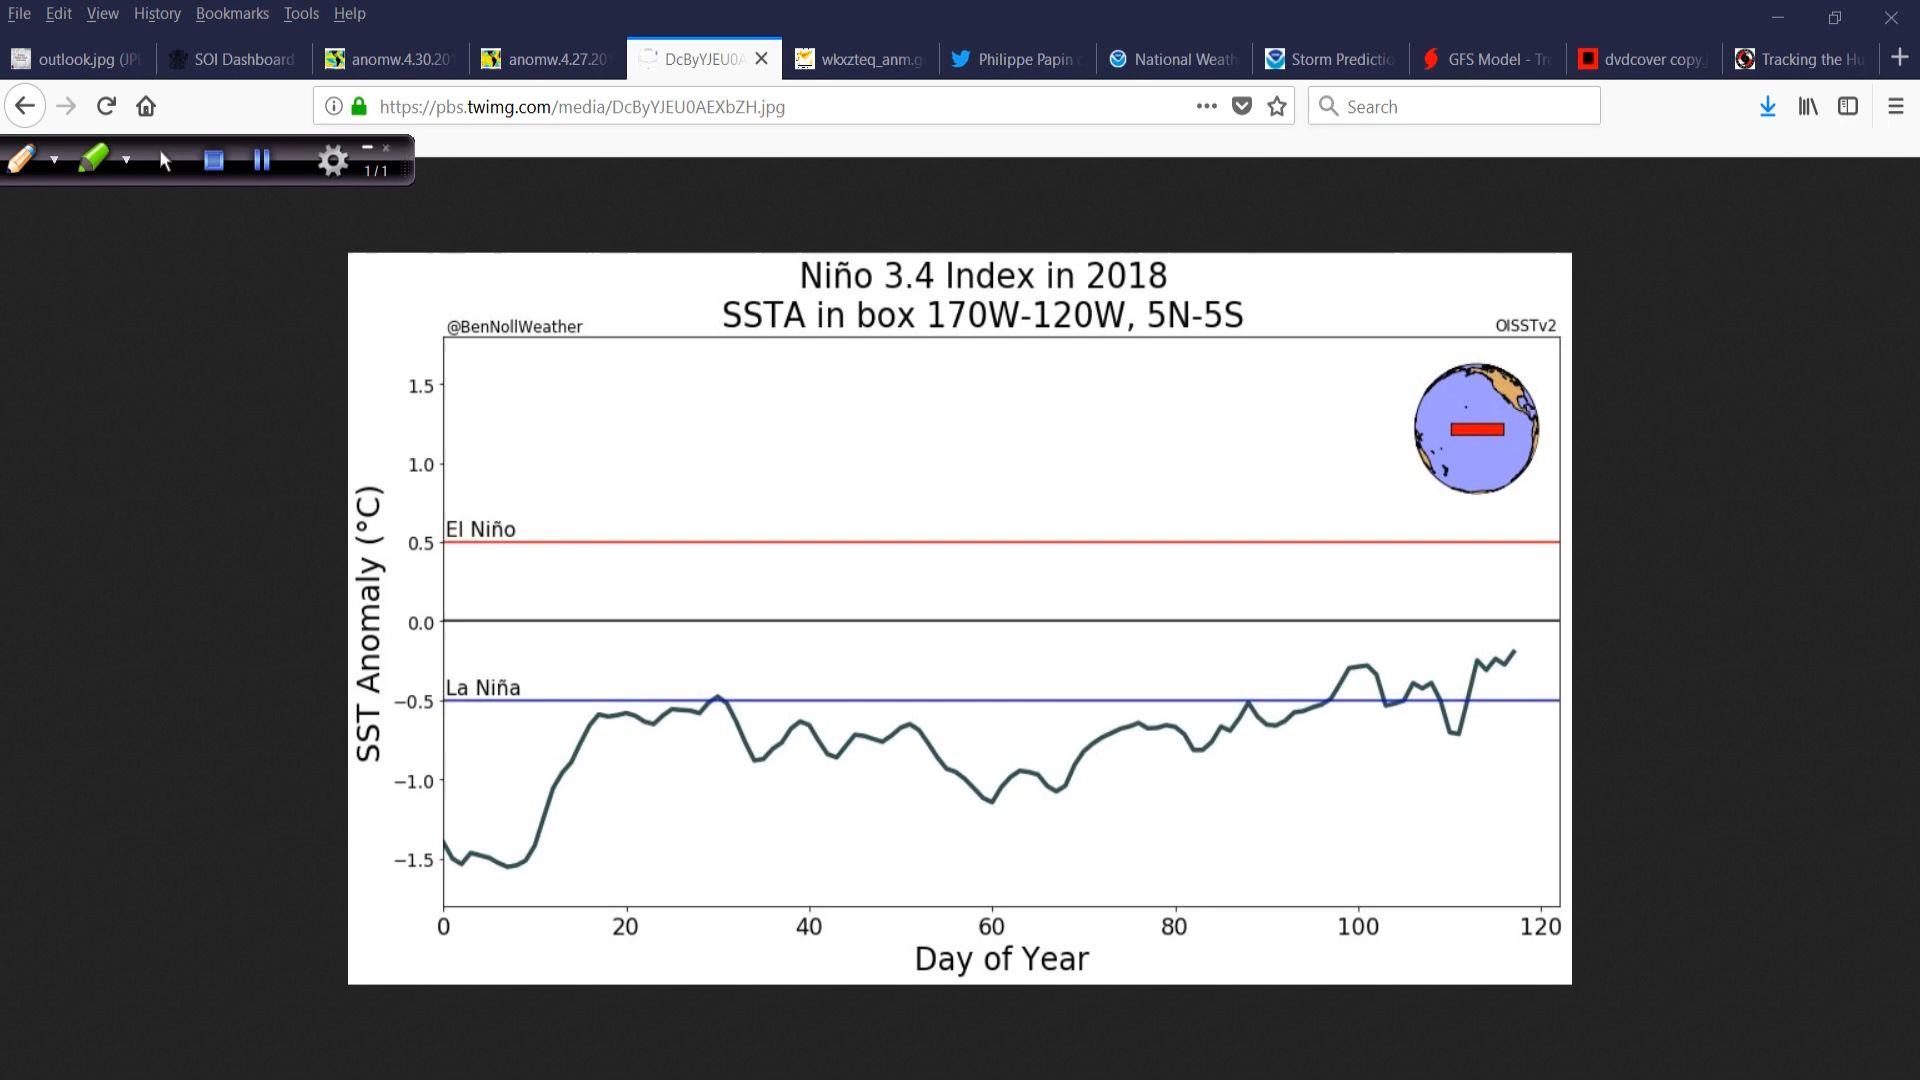 File Edit View History Bookmarks Tools Help
outlook.jpg (JP
SOI Dashboard
anomw.4.30.20
anomw.4.27.20
DcByYJEU0A
wkxzteq_anm.g
Philippe Papin
National Weath
Storm Predictio
GFS Model - Tr
dvdcover copy.
Tracking the Hu
https://pbs.twimg.com/media/DcByYJEU0AEXbZH.jpg
Search
1/1
Niño 3.4 Index in 2018
SSTA in box 170W-120W, 5N-5S
@BenNollWeather
OISSTv2
1.5
1.0
El Niño
0.5
0.0
La Niña
−0.5
−1.0
−1.5
SST Anomaly (°C)
0 20 40 60 80 100 120
Day of Year